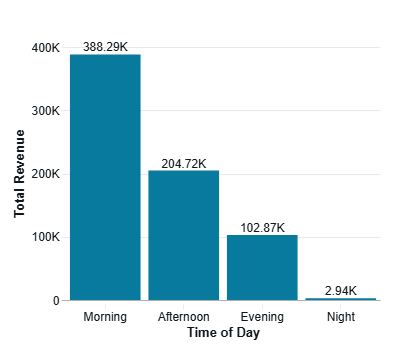 400K
300K
200K
100K
0
Total Revenue
388.29K
204.72K
102.87K
2.94K
Morning
Afternoon
Evening
Night
Time of Day